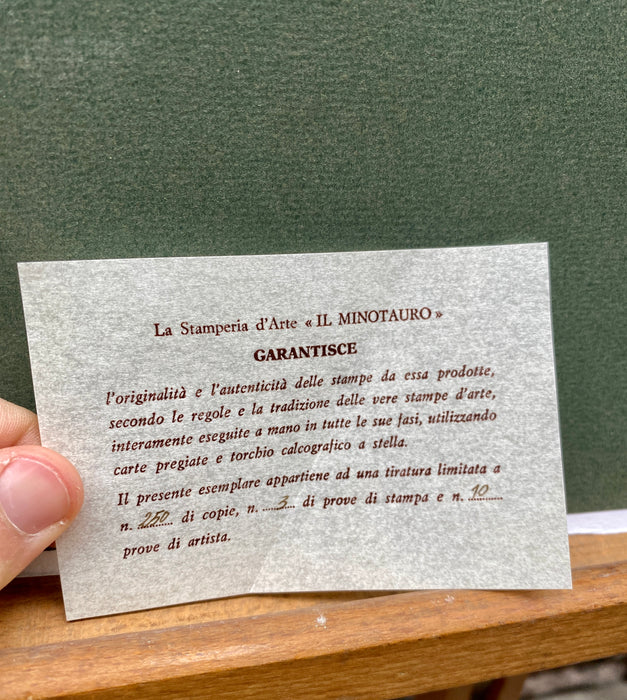 La Stamperia d'Arte « IL MINOTAURO »
GARANTISCE
l'originalità e l'autenticità delle stampe da essa prodotte,
secondo le regole e la tradizione delle vere stampe d'arte,
interamente eseguite a mano in tutte le sue fasi, utilizzando
carte pregiate e torchio calcografico a stella.
Il presente esemplare appartiene ad una tiratura limitata a
n. 250 di copie, n. 3 di prove di stampa e n. 10
prove di artista.